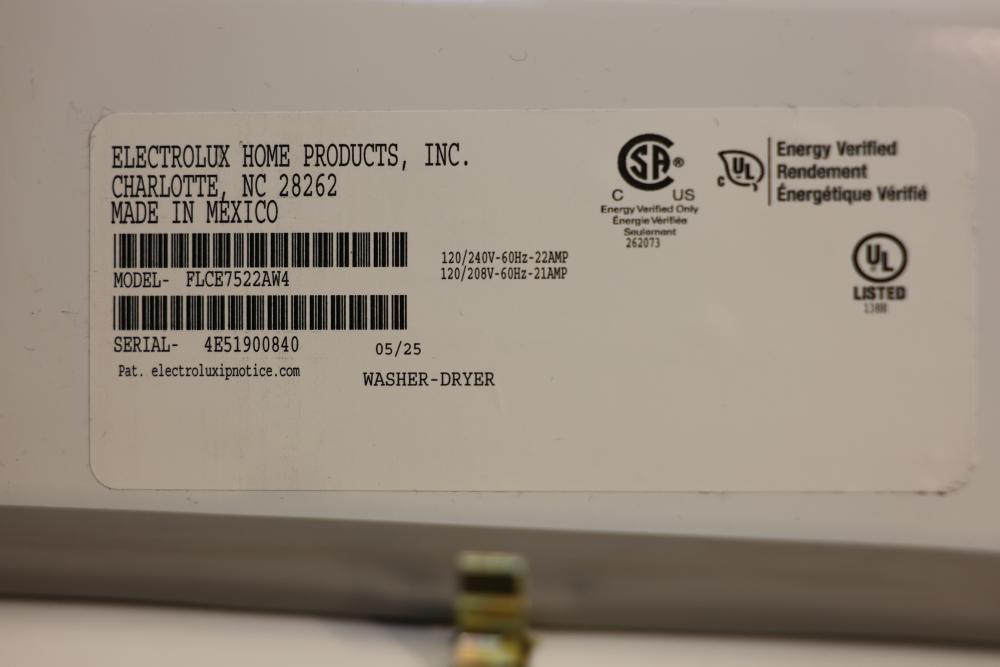 ELECTROLUX HOME PRODUCTS, INC.
CHARLOTTE, NC 28262
MADE IN MEXICO
MODEL- FLCE7522AW4
SERIAL- 4E51900840
05/25
Pat. electroluxipnotice.com
WASHER-DRYER
120/240V-60Hz-22AMP
120/208V-60Hz-21AMP
SA®
C US
Energy Verified Only
Énergie Vérifiée
Seulement
262073
c UL
Energy Verified
Rendement
Énergétique Vérifié
UL
LISTED
138H